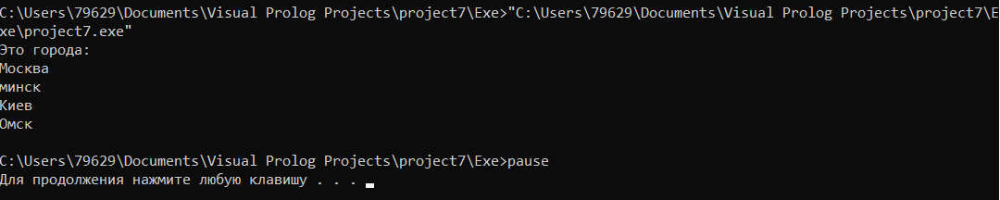 C:\Users\79629\Documents\Visual Prolog Projects\project7\Exe>"C:\Users\79629\Documents\Visual Prolog Projects\project7\E
xe\project7.exe"
Это города:
Москва
минск
Киев
Омск
C:\Users\79629\Documents\Visual Prolog Projects\project7\Exe>pause
Для продолжения нажмите любую клавишу . . .